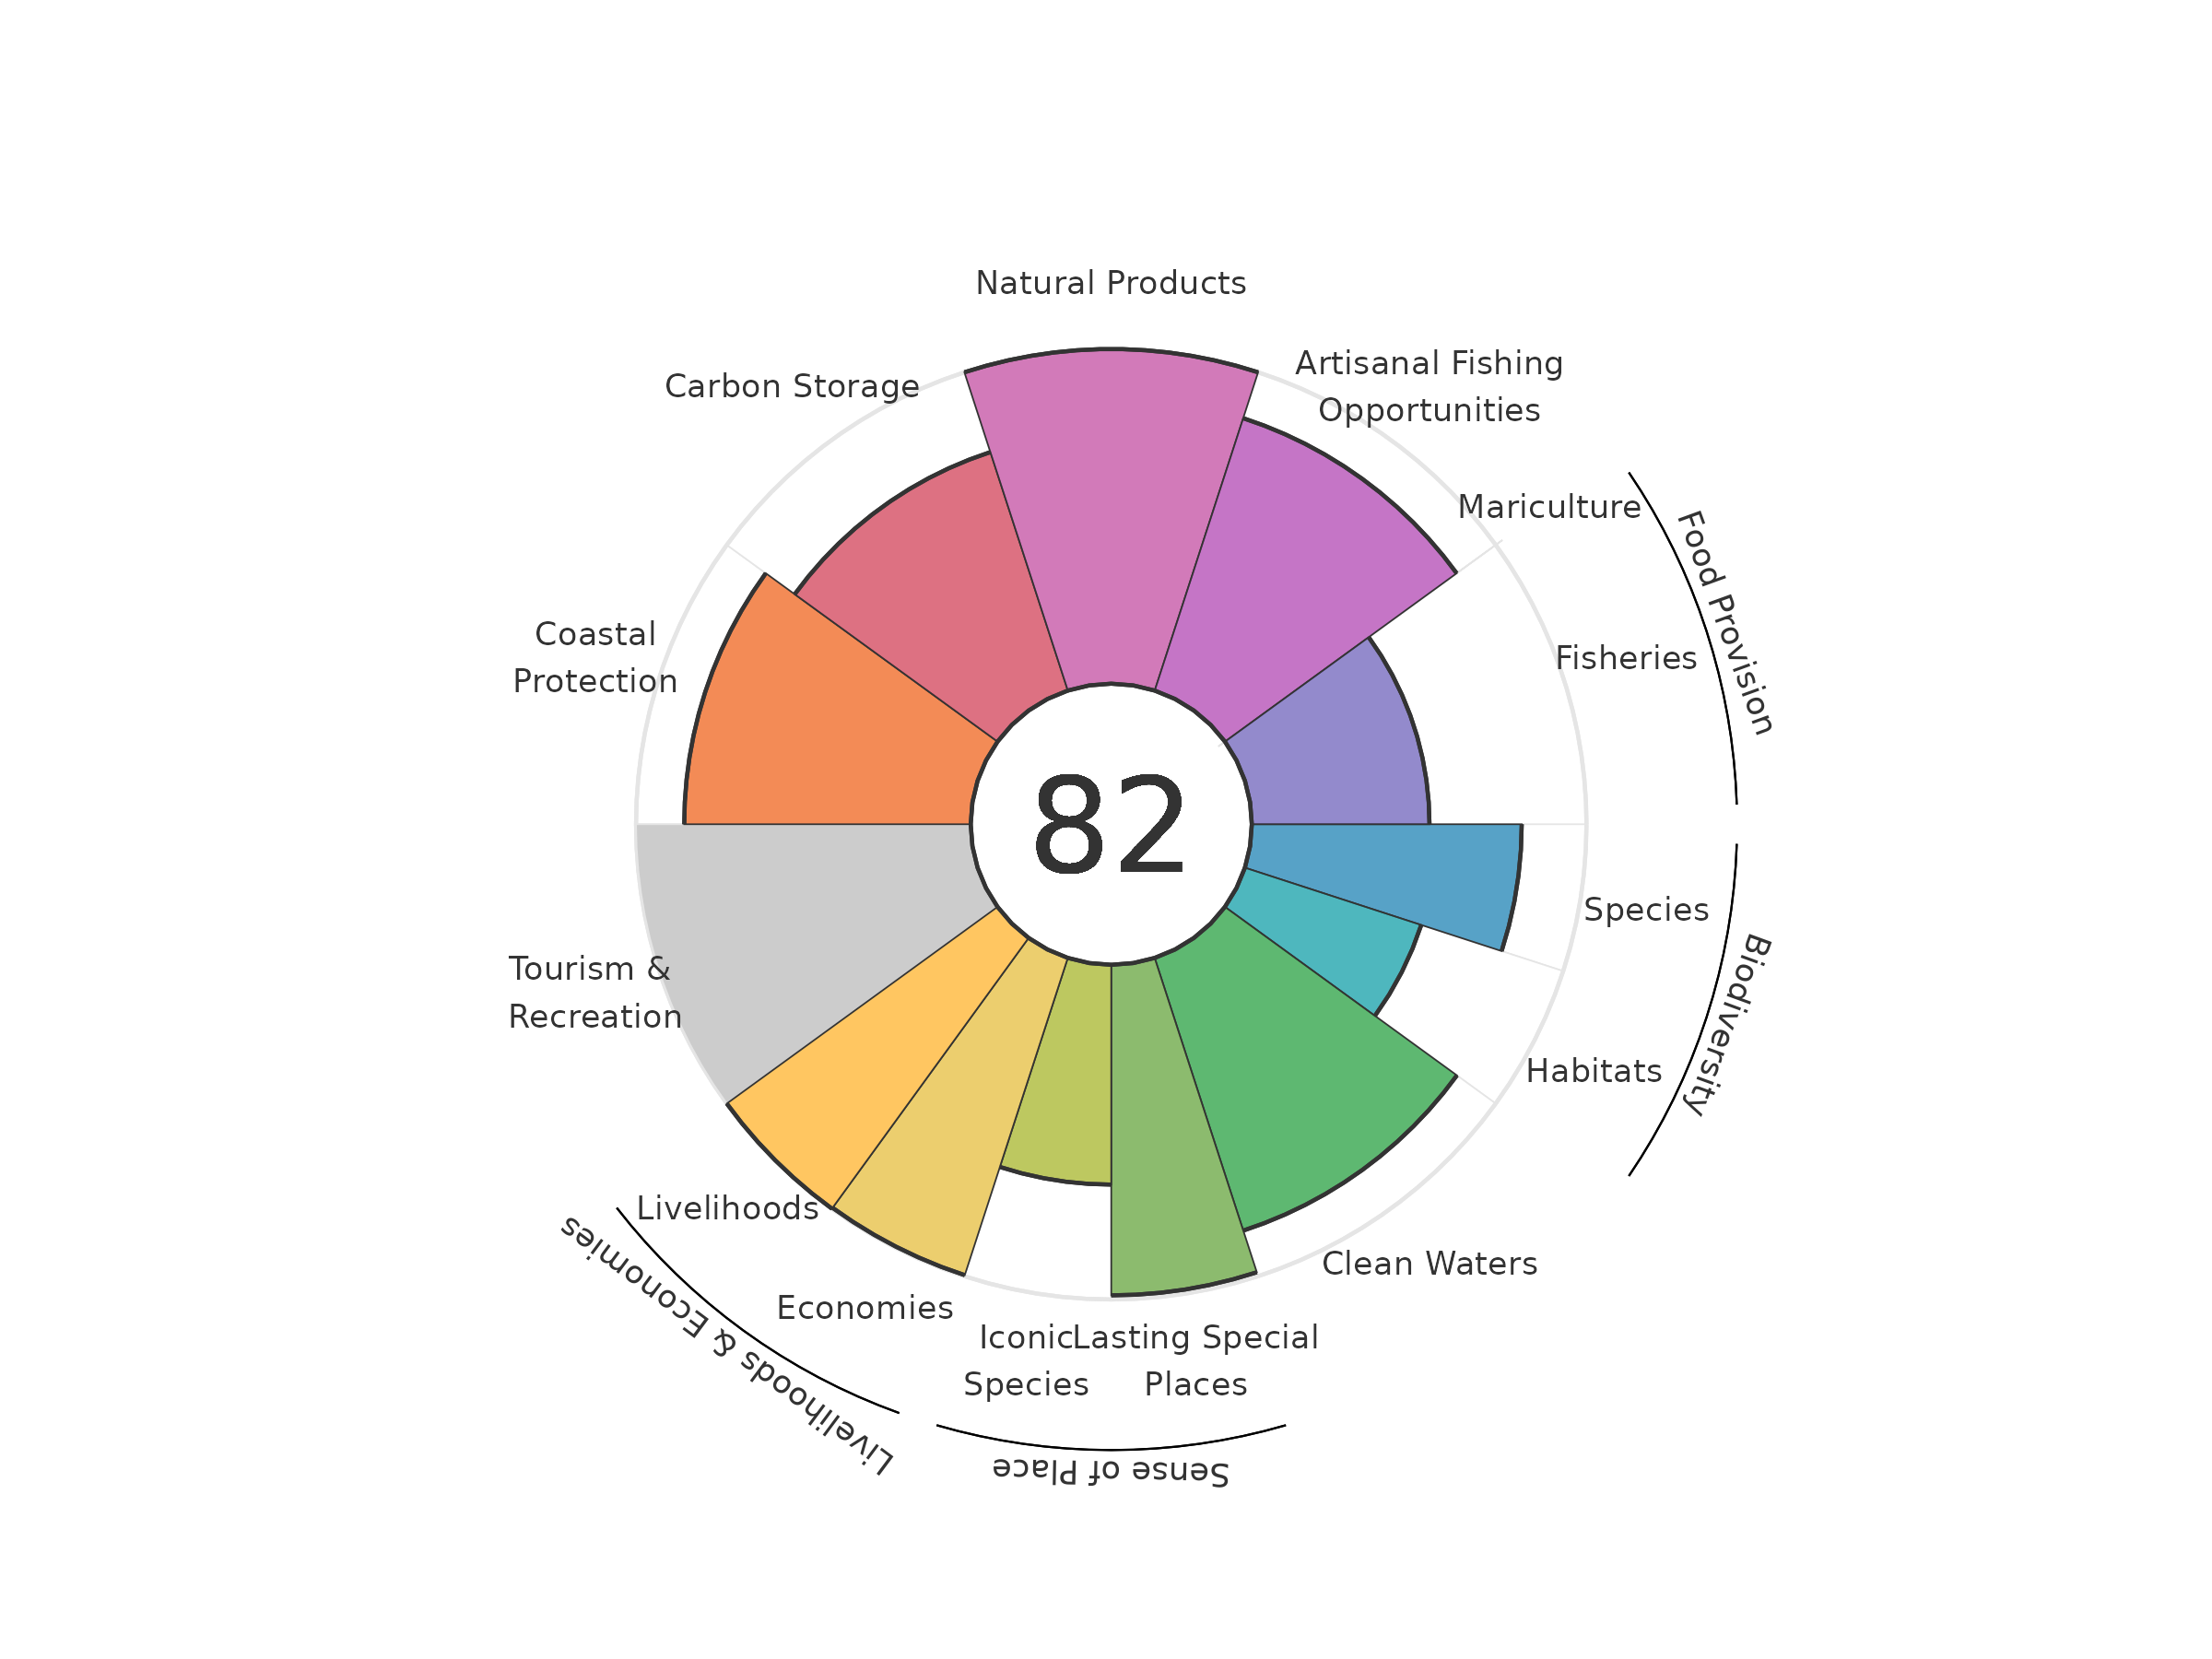 Natural Products
Artisanal Fishing
Opportunities
Carbon Storage
Mariculture
Food Provision
Coastal
Protection
Fisheries
82
Species
Biodiversity
Tourism &
Recreation
Habitats
Livelihoods
Clean Waters
Livelihoods & Economies
Economies
Iconic
Species
Lasting Special
Places
Sense of Place